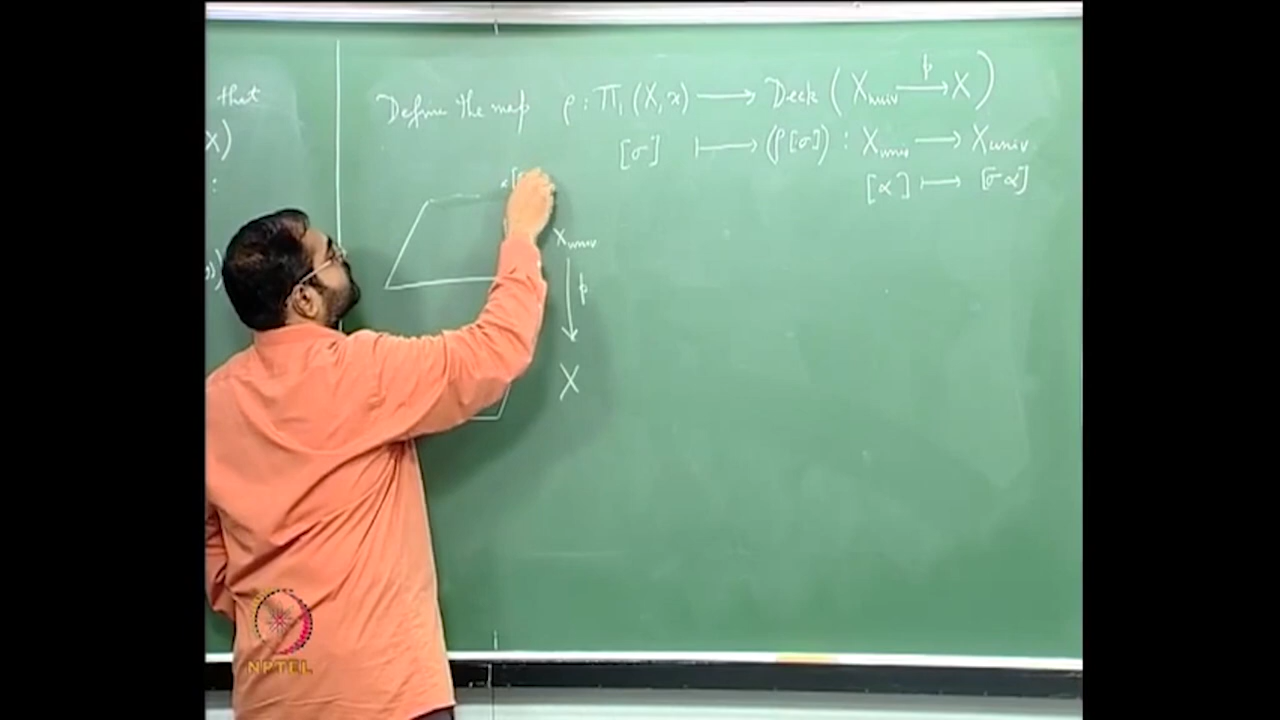 that
X)
:
Define the map ρ : Π₁ (X, x) ⟶ Deck ( X_univ ⟶ X )
p
[σ] ⟼ (ρ[σ]) : X_univ ⟶ X_univ
[α] ⟼ [σα]
X_univ
p
X
NPTEL